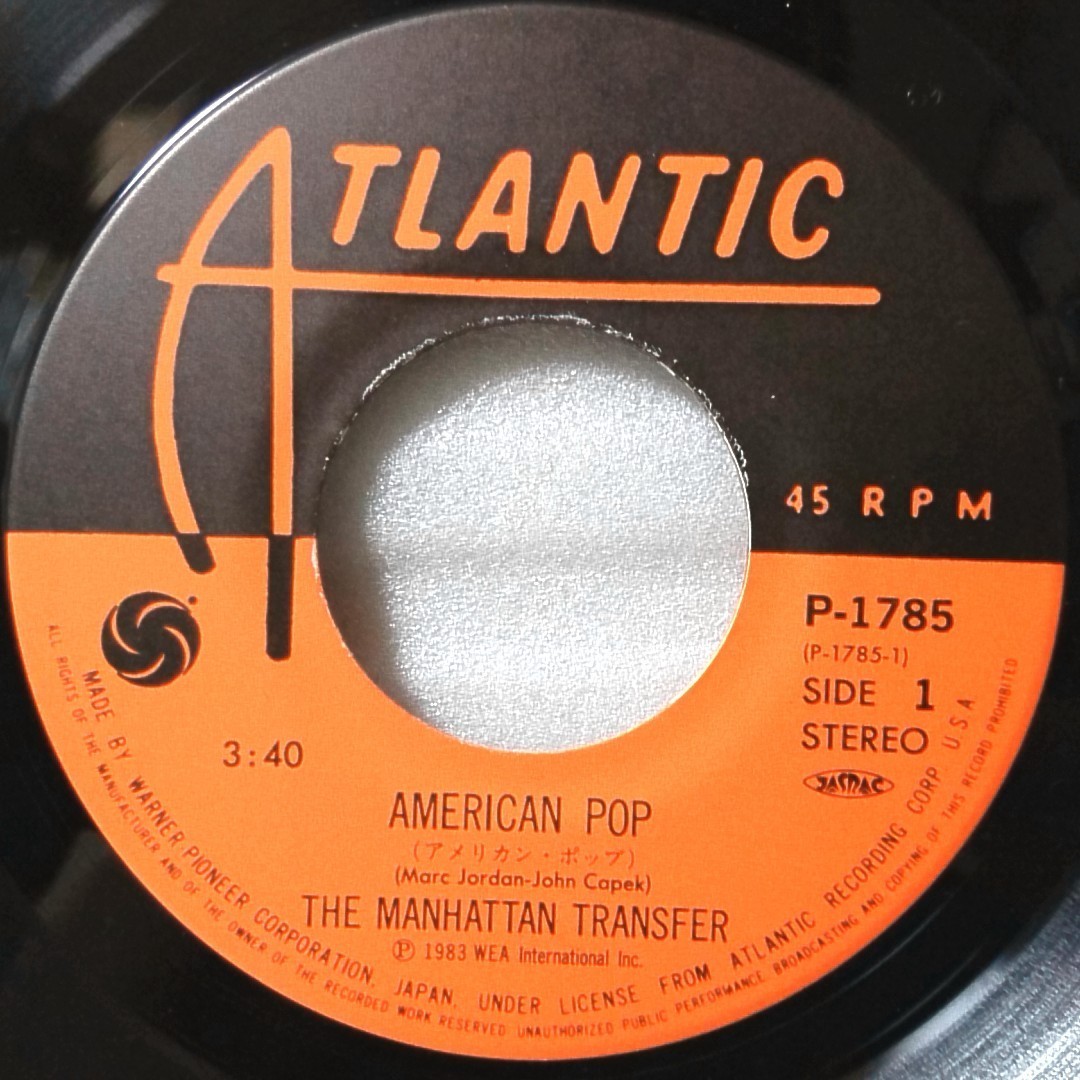 ATLANTIC
45 RPM
P-1785
(P-1785-1)
SIDE 1
STEREO
JASRAC
3:40
AMERICAN POP
(アメリカン・ポップ)
(Marc Jordan-John Capek)
THE MANHATTAN TRANSFER
Ⓟ 1983 WEA International Inc.
MADE BY WARNER-PIONEER CORPORATION, JAPAN, UNDER LICENSE FROM ATLANTIC RECORDING CORP U.S.A
ALL RIGHTS OF THE MANUFACTURER AND OF THE OWNER OF THE RECORDED WORK RESERVED UNAUTHORIZED PUBLIC PERFORMANCE BROADCASTING AND COPYING OF THIS RECORD PROHIBITED